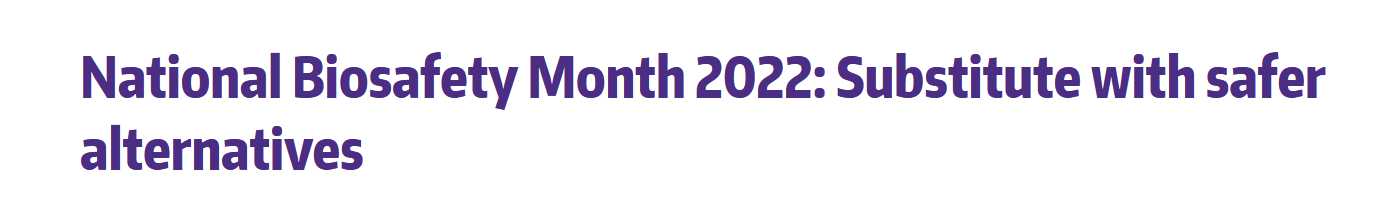 National Biosafety Month 2022: Substitute with safer
alternatives